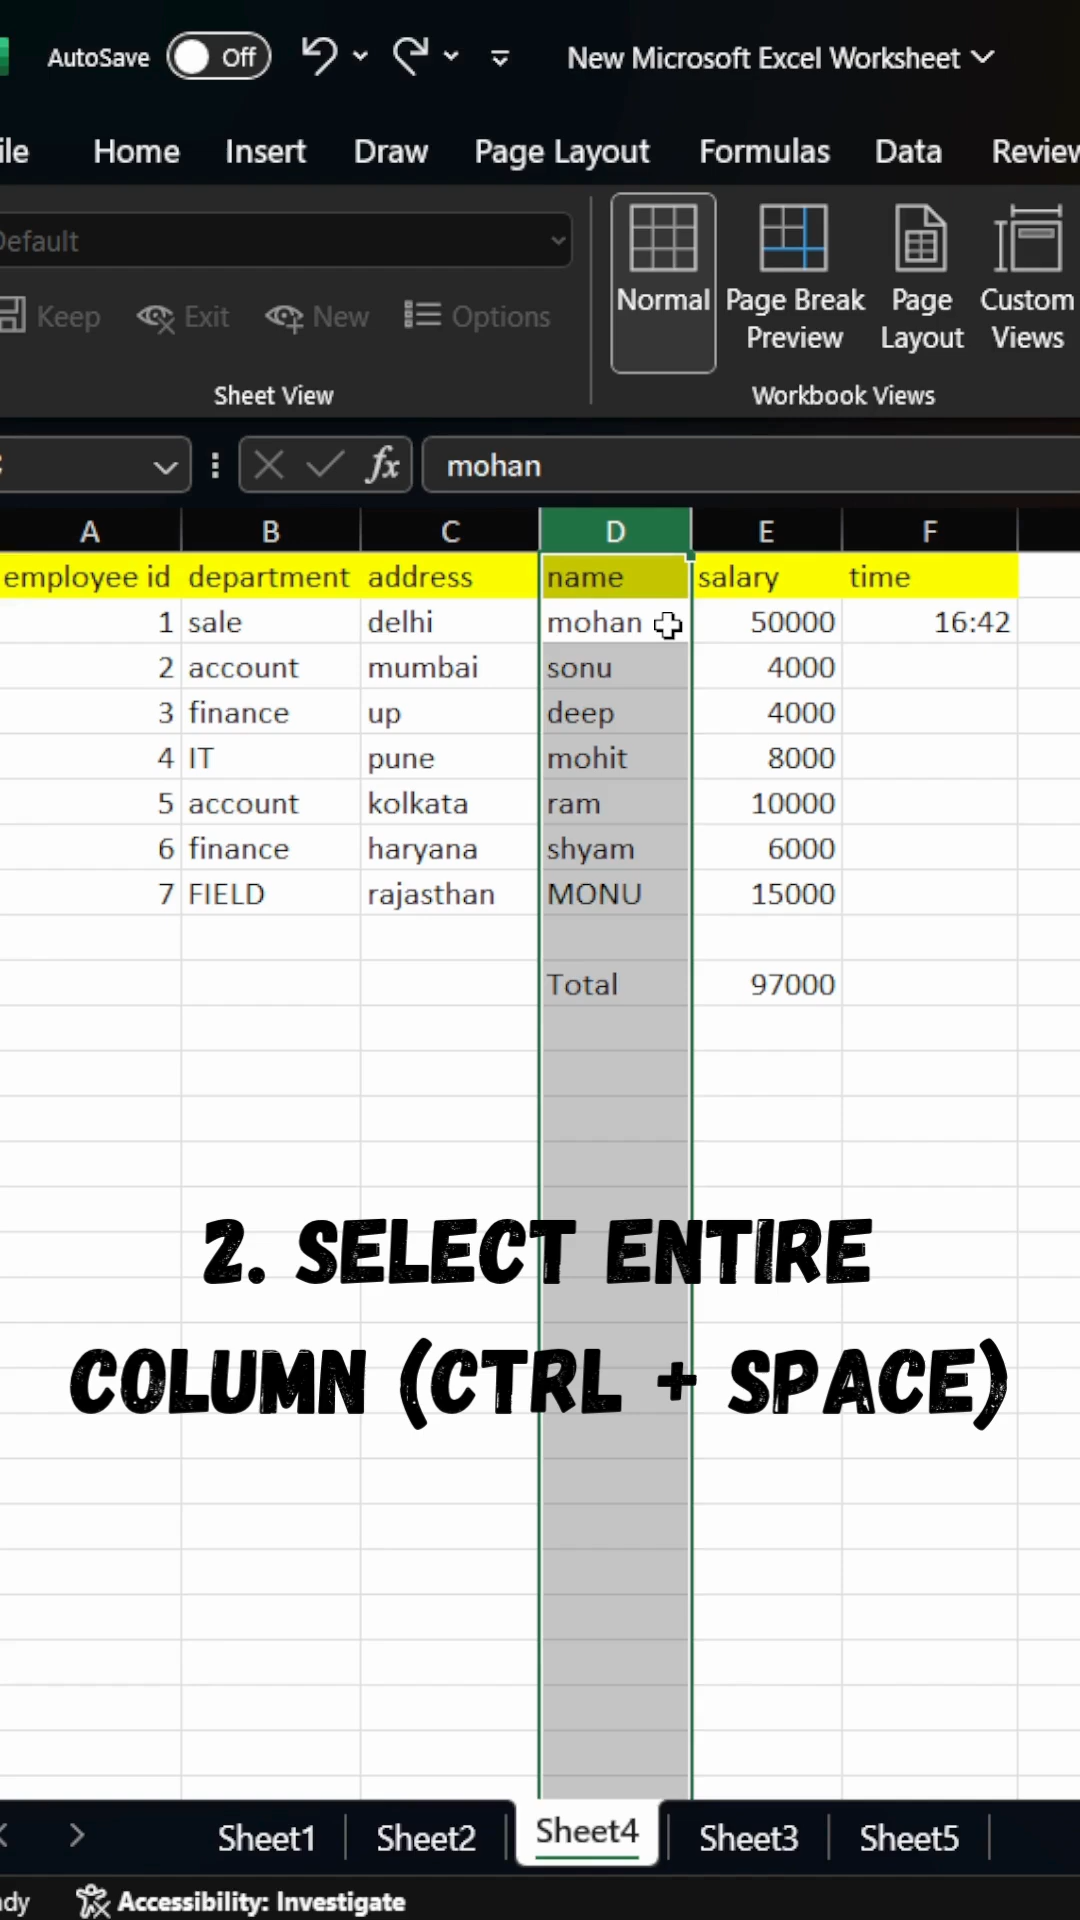 AutoSave Off New Microsoft Excel Worksheet
ile Home Insert Draw Page Layout Formulas Data Review
Default
Keep Exit New Options
Normal Page Break Preview Page Layout Custom Views
Sheet View Workbook Views
fx mohan
A B C D E F
employee id department address name salary time
1 sale delhi mohan 50000 16:42
2 account mumbai sonu 4000
3 finance up deep 4000
4 IT pune mohit 8000
5 account kolkata ram 10000
6 finance haryana shyam 6000
7 FIELD rajasthan MONU 15000
Total 97000
2. SELECT ENTIRE
COLUMN (CTRL + SPACE)
Sheet1 Sheet2 Sheet4 Sheet3 Sheet5
dy Accessibility: Investigate